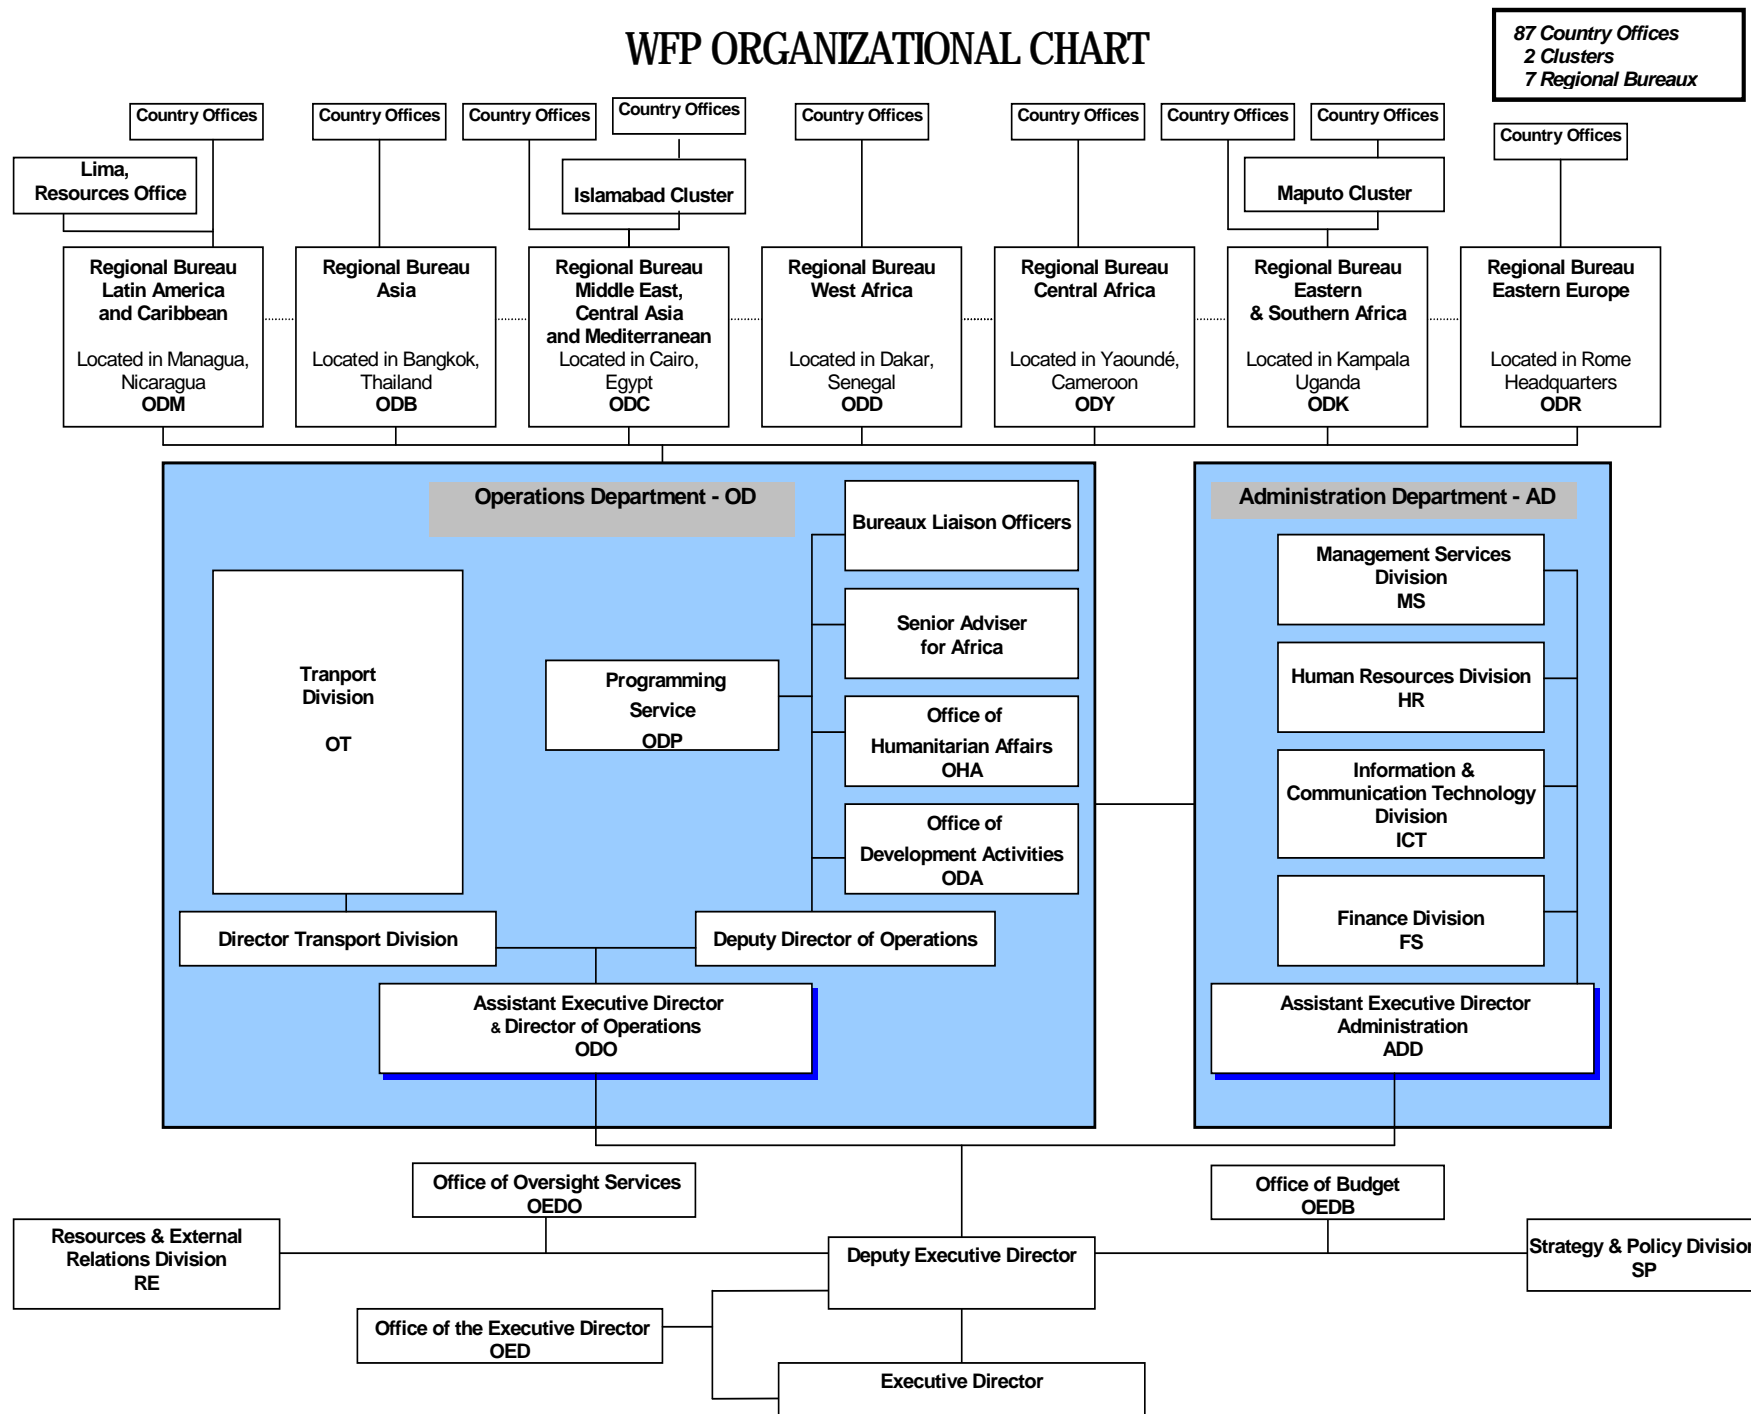 WFP ORGANIZATIONAL CHART
87 Country Offices
2 Clusters
7 Regional Bureaux
Country Offices
Country Offices
Country Offices
Country Offices
Country Offices
Country Offices
Country Offices
Country Offices
Country Offices
Lima,
Resources Office
Islamabad Cluster
Maputo Cluster
Regional Bureau
Latin America
and Caribbean
Located in Managua,
Nicaragua
ODM
Regional Bureau
Asia
Located in Bangkok,
Thailand
ODB
Regional Bureau
Middle East,
Central Asia
and Mediterranean
Located in Cairo,
Egypt
ODC
Regional Bureau
West Africa
Located in Dakar,
Senegal
ODD
Regional Bureau
Central Africa
Located in Yaoundé,
Cameroon
ODY
Regional Bureau
Eastern
& Southern Africa
Located in Kampala
Uganda
ODK
Regional Bureau
Eastern Europe
Located in Rome
Headquarters
ODR
Operations Department - OD
Bureaux Liaison Officers
Senior Adviser
for Africa
Tranport
Division
OT
Programming
Service
ODP
Office of
Humanitarian Affairs
OHA
Office of
Development Activities
ODA
Director Transport Division
Deputy Director of Operations
Assistant Executive Director
& Director of Operations
ODO
Administration Department - AD
Management Services
Division
MS
Human Resources Division
HR
Information &
Communication Technology
Division
ICT
Finance Division
FS
Assistant Executive Director
Administration
ADD
Office of Oversight Services
OEDO
Office of Budget
OEDB
Resources & External
Relations Division
RE
Deputy Executive Director
Strategy & Policy Division
SP
Office of the Executive Director
OED
Executive Director